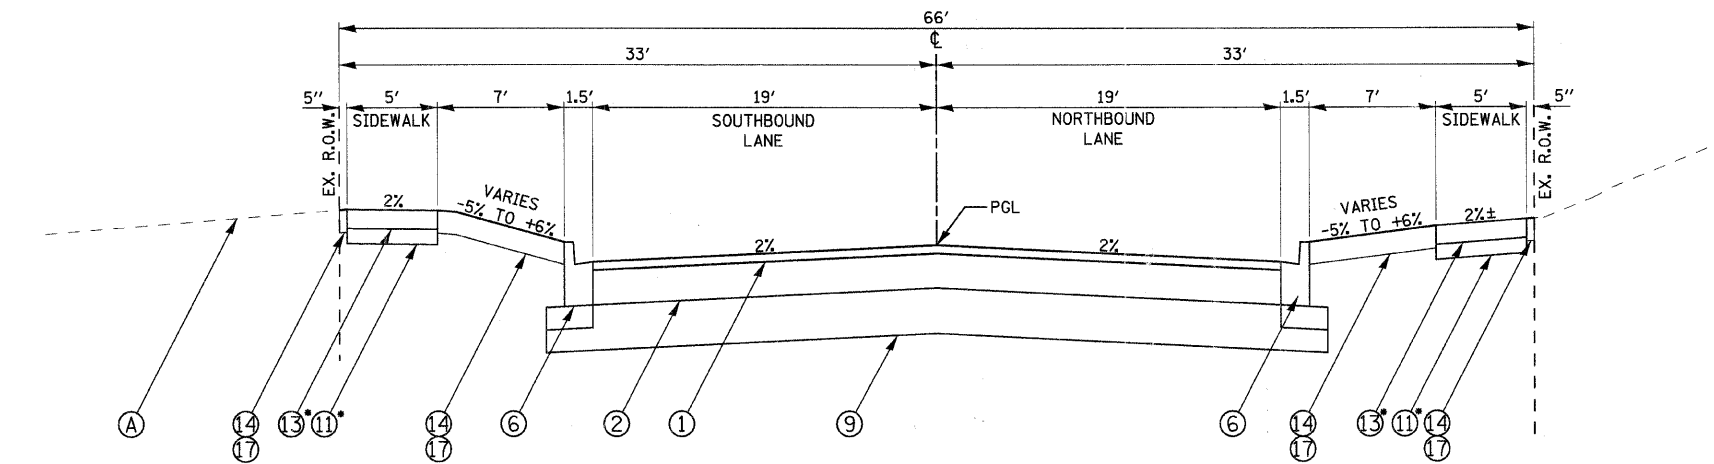 66'
℄
33' 33'
5" 5' 7' 1.5' 19' 19' 1.5' 7' 5' 5"
SIDEWALK SOUTHBOUND NORTHBOUND SIDEWALK
LANE LANE
EX. R.O.W. EX. R.O.W.
2% VARIES PGL VARIES 2%±
-5% TO +6% -5% TO +6%
2% 2%
A 14 13* 11* 14 6 2 1 9 6 14 13* 11* 14
17 17 17 17